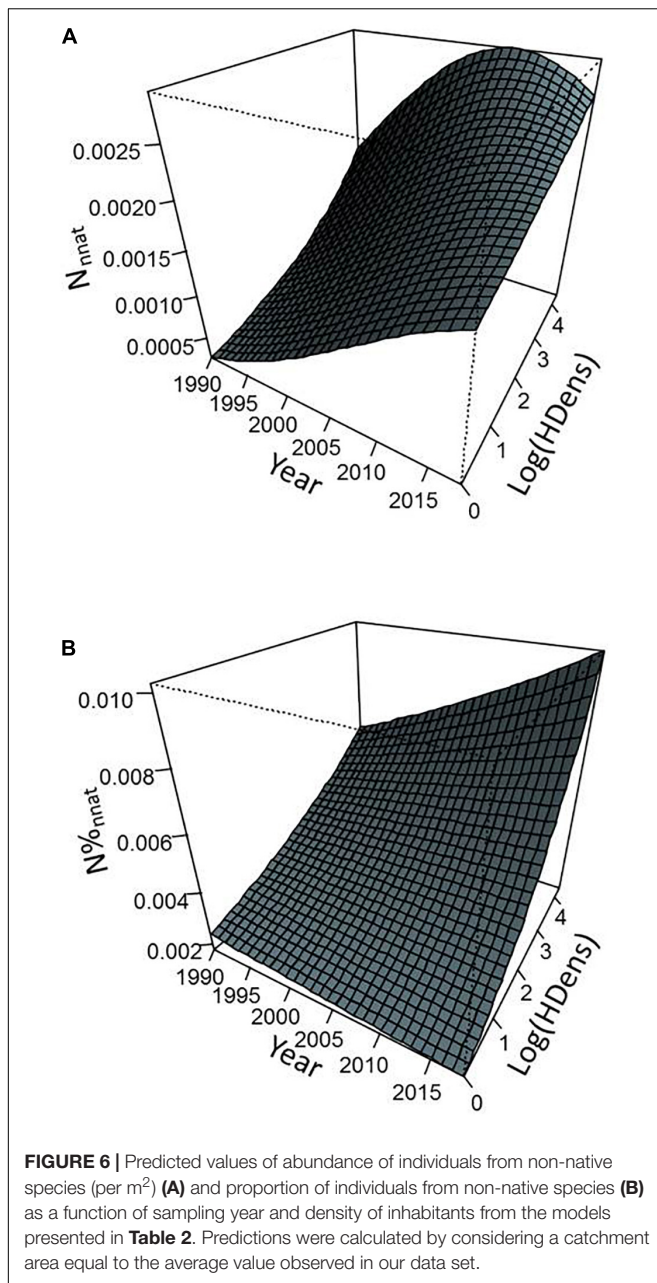 A
0.0025
0.0020
0.0015
0.0010
0.0005
N_nnat
1990
1995
2000
2005
2010
2015
Year
0
1
2
3
4
Log(HDens)
B
0.010
0.008
0.006
0.004
0.002
N%_nnat
1990
1995
2000
2005
2010
2015
Year
0
1
2
3
4
Log(HDens)
FIGURE 6 | Predicted values of abundance of individuals from non-native
species (per m²) (A) and proportion of individuals from non-native species (B)
as a function of sampling year and density of inhabitants from the models
presented in Table 2. Predictions were calculated by considering a catchment
area equal to the average value observed in our data set.